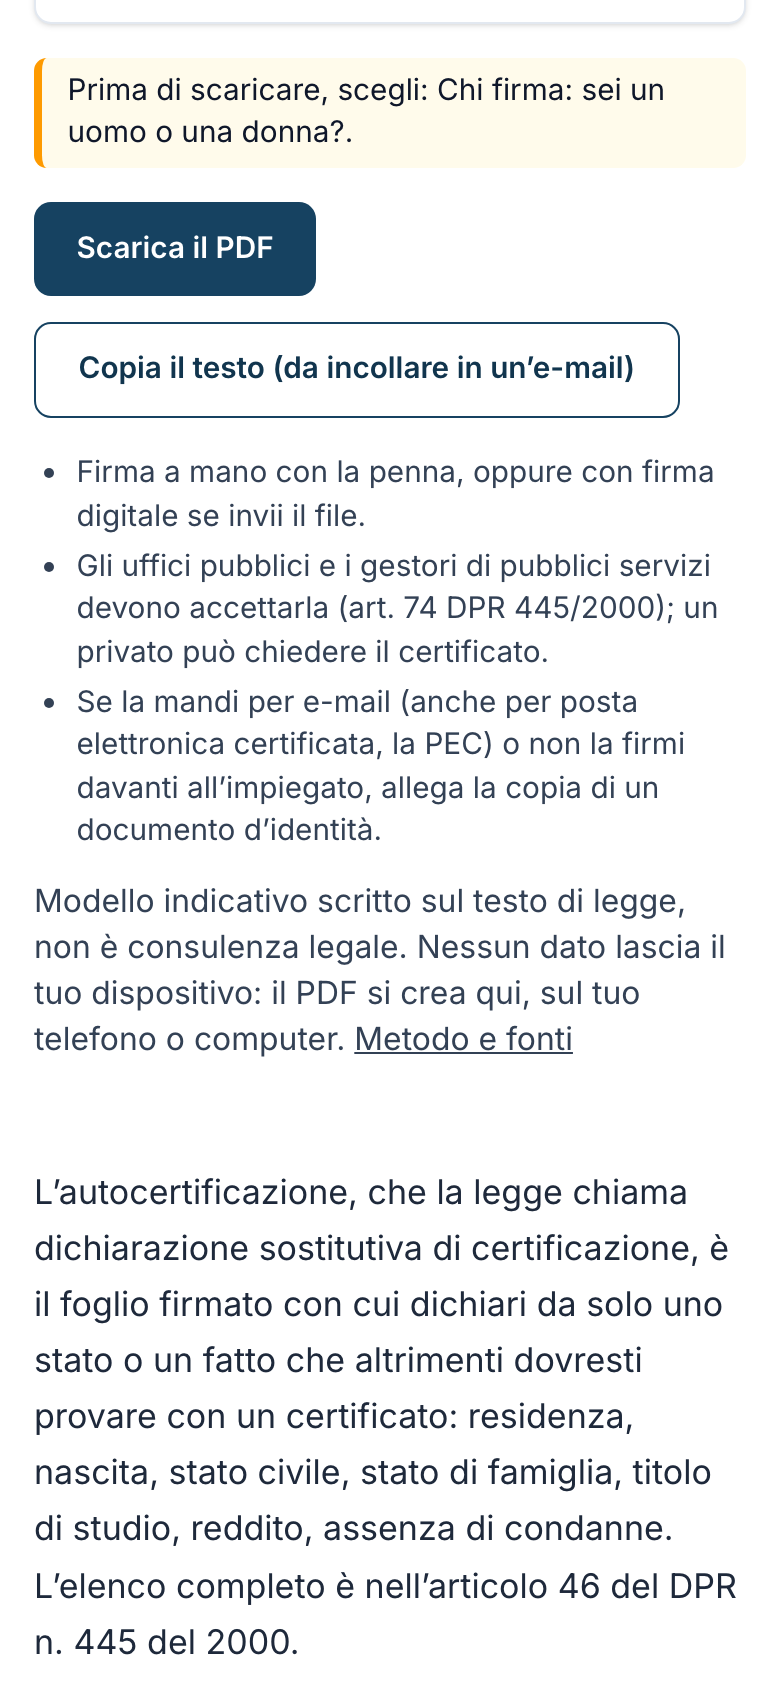 Prima di scaricare, scegli: Chi firma: sei un
uomo o una donna?.
Scarica il PDF
Copia il testo (da incollare in un’e-mail)
• Firma a mano con la penna, oppure con firma
digitale se invii il file.
• Gli uffici pubblici e i gestori di pubblici servizi
devono accettarla (art. 74 DPR 445/2000); un
privato può chiedere il certificato.
• Se la mandi per e-mail (anche per posta
elettronica certificata, la PEC) o non la firmi
davanti all’impiegato, allega la copia di un
documento d’identità.
Modello indicativo scritto sul testo di legge,
non è consulenza legale. Nessun dato lascia il
tuo dispositivo: il PDF si crea qui, sul tuo
telefono o computer. Metodo e fonti
L’autocertificazione, che la legge chiama
dichiarazione sostitutiva di certificazione, è
il foglio firmato con cui dichiari da solo uno
stato o un fatto che altrimenti dovresti
provare con un certificato: residenza,
nascita, stato civile, stato di famiglia, titolo
di studio, reddito, assenza di condanne.
L’elenco completo è nell’articolo 46 del DPR
n. 445 del 2000.